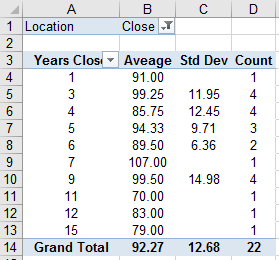 A B C D
1 Location Close
2
3 Years Clos Aveage Std Dev Count
4 1 91.00 1
5 3 99.25 11.95 4
6 4 85.75 12.45 4
7 5 94.33 9.71 3
8 6 89.50 6.36 2
9 7 107.00 1
10 9 99.50 14.98 4
11 11 70.00 1
12 12 83.00 1
13 15 79.00 1
14 Grand Total 92.27 12.68 22